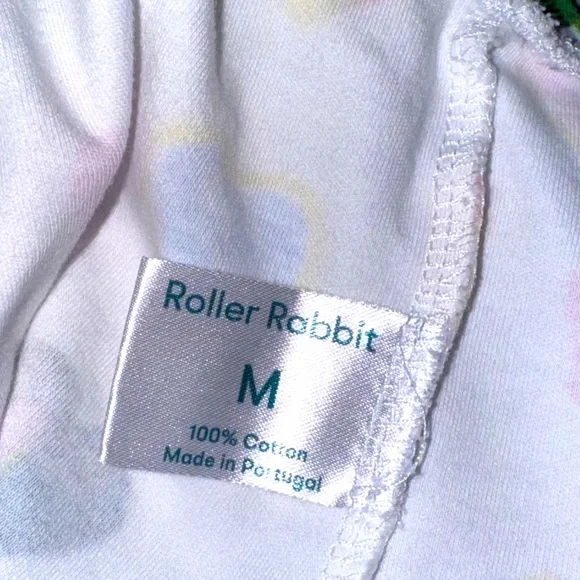 Roller Rabbit
M
100% Cotton
Made in Portugal